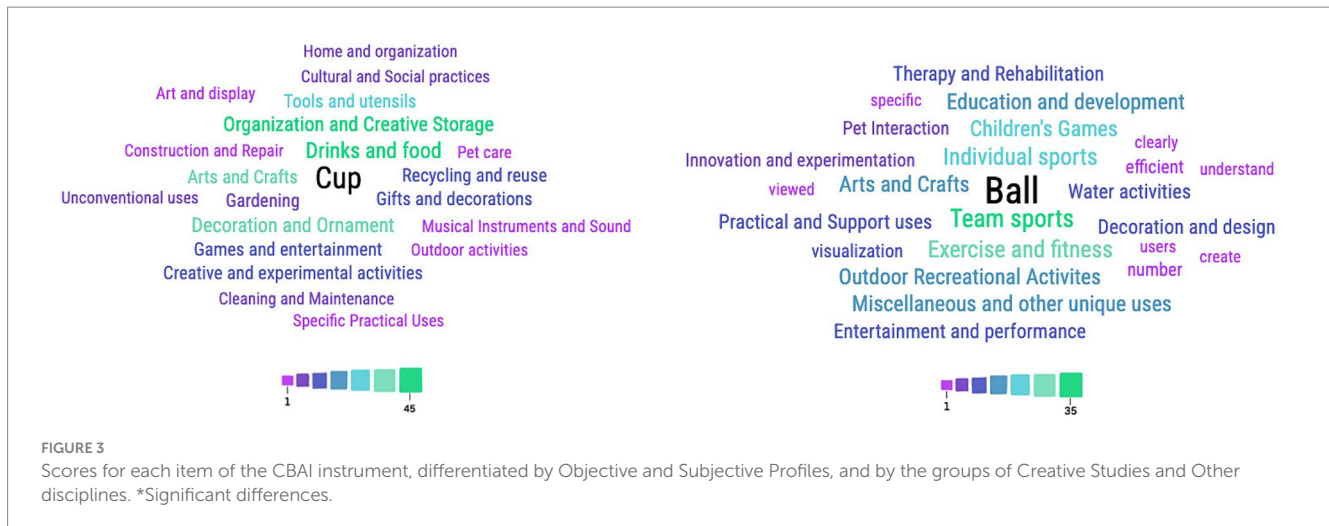 Home and organization
Cultural and Social practices
Art and display
Tools and utensils
Organization and Creative Storage
Construction and Repair
Drinks and food
Pet care
Arts and Crafts
Cup
Recycling and reuse
Unconventional uses
Gardening
Gifts and decorations
Decoration and Ornament
Musical Instruments and Sound
Games and entertainment
Outdoor activities
Creative and experimental activities
Cleaning and Maintenance
Specific Practical Uses
1
45
Therapy and Rehabilitation
specific
Education and development
Pet Interaction
Children's Games
clearly
Innovation and experimentation
Individual sports
efficient
understand
viewed
Arts and Crafts
Ball
Water activities
Practical and Support uses
Team sports
Decoration and design
visualization
Exercise and fitness
users
number
create
Outdoor Recreational Activites
Miscellaneous and other unique uses
Entertainment and performance
1
35
FIGURE 3
Scores for each item of the CBAI instrument, differentiated by Objective and Subjective Profiles, and by the groups of Creative Studies and Other
disciplines. *Significant differences.